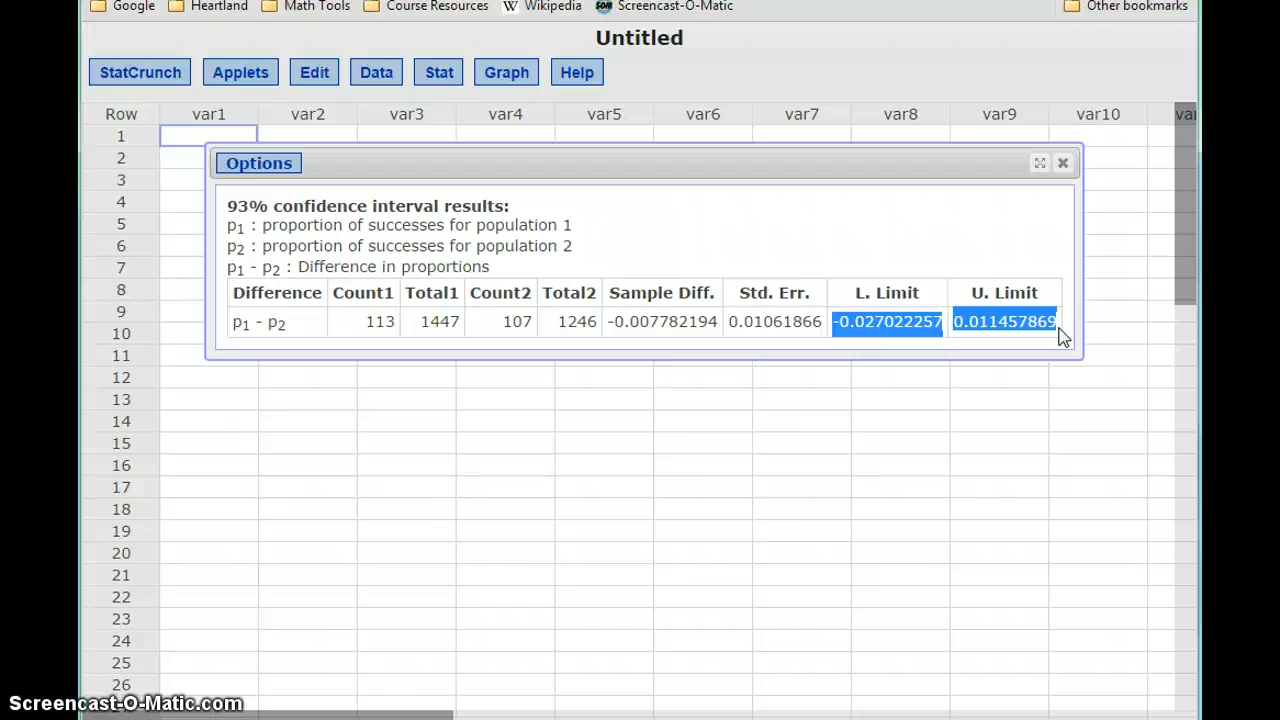 Google Heartland Math Tools Course Resources W Wikipedia SOM Screencast-O-Matic Other bookmarks
Untitled
StatCrunch Applets Edit Data Stat Graph Help
Row var1 var2 var3 var4 var5 var6 var7 var8 var9 var10 va
1
2
Options
3
4
93% confidence interval results:
5
p1 : proportion of successes for population 1
6
p2 : proportion of successes for population 2
7
p1 - p2 : Difference in proportions
8
Difference Count1 Total1 Count2 Total2 Sample Diff. Std. Err. L. Limit U. Limit
9
p1 - p2 113 1447 107 1246 -0.007782194 0.01061866 -0.027022257 0.011457869
10
11
12
13
14
15
16
17
18
19
20
21
22
23
24
25
26
Screencast-O-Matic.com